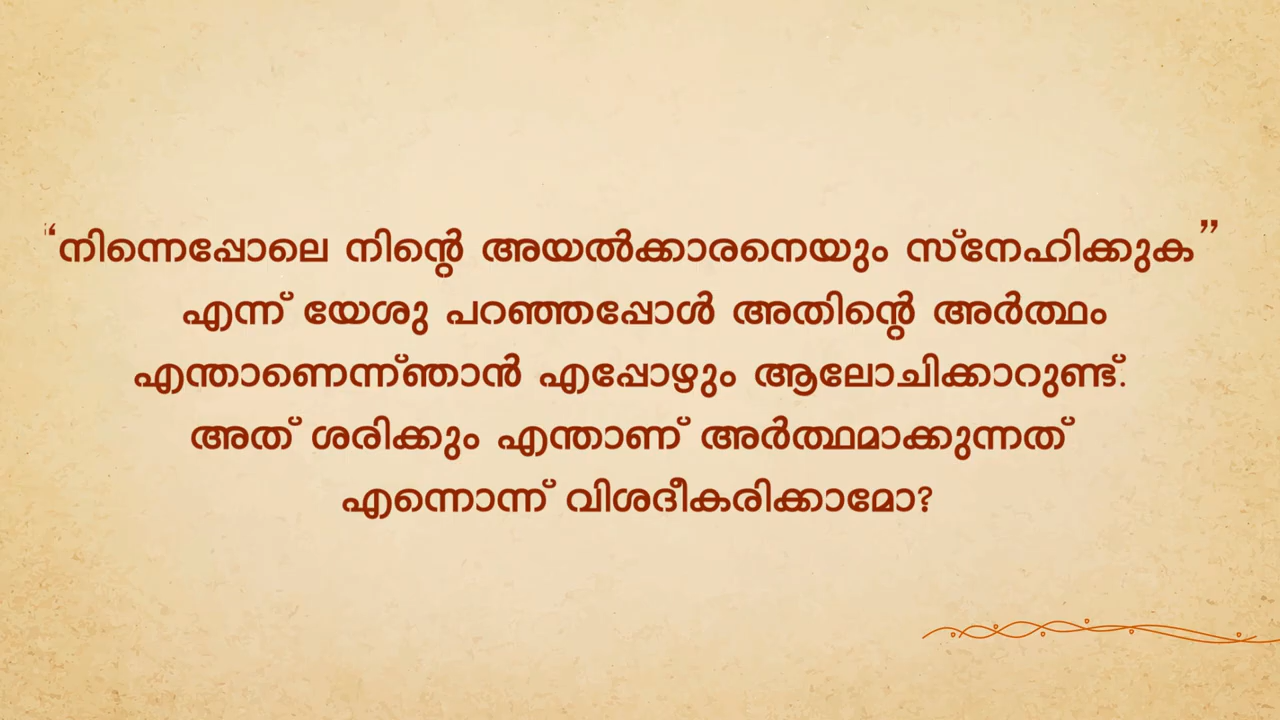 “നിന്നെപ്പോലെ നിന്റെ അയൽക്കാരനെയും സ്നേഹിക്കുക”
എന്ന് യേശു പറഞ്ഞപ്പോൾ അതിന്റെ അർത്ഥം
എന്താണെന്ന്ഞാൻ എപ്പോഴും ആലോചിക്കാറുണ്ട്.
അത് ശരിക്കും എന്താണ് അർത്ഥമാക്കുന്നത്
എന്നൊന്ന് വിശദീകരിക്കാമോ?